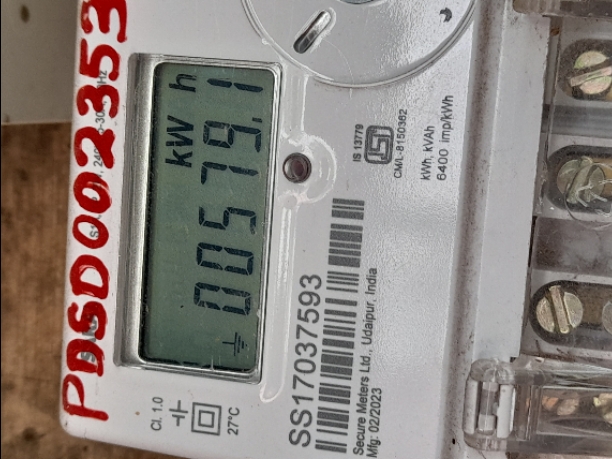 PDSD002353
kW h
00579.1
Cl. 1.0
27°C
SS17037593
Secure Meters Ltd., Udaipur, India
Mfg: 02/2023
IS 13779
CM/L-8150362
kWh, kVAh
6400 imp/kWh